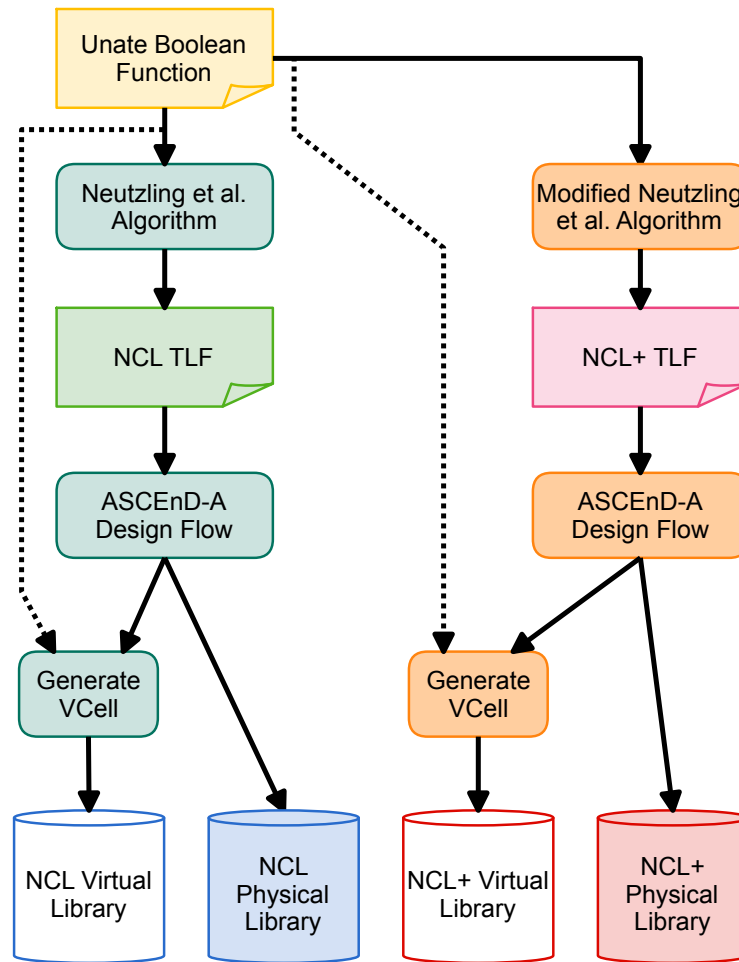 Unate Boolean
Function
Neutzling et al.
Algorithm
Modified Neutzling
et al. Algorithm
NCL TLF
NCL+ TLF
ASCEnD-A
Design Flow
ASCEnD-A
Design Flow
Generate
VCell
Generate
VCell
NCL Virtual
Library
NCL
Physical
Library
NCL+ Virtual
Library
NCL+
Physical
Library